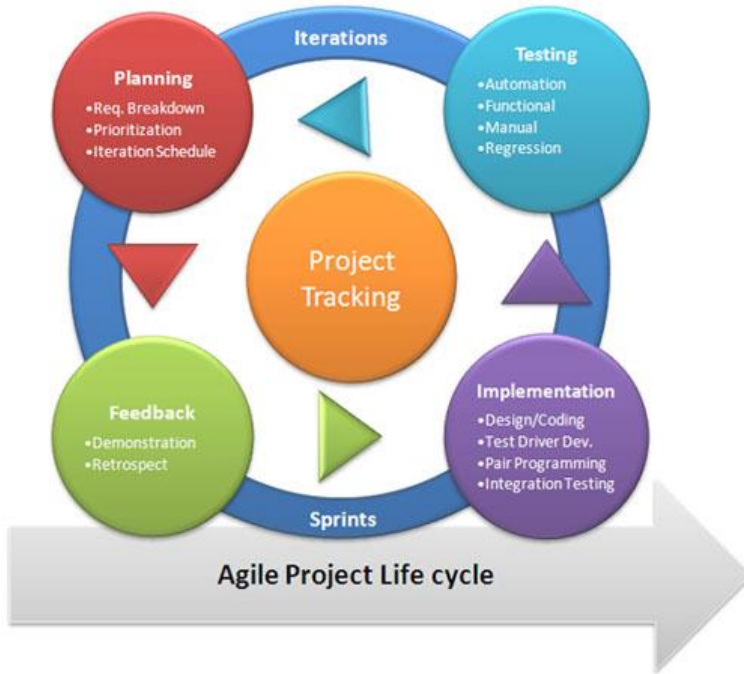 Iterations
Planning
•Req. Breakdown
•Prioritization
•Iteration Schedule
Testing
•Automation
•Functional
•Manual
•Regression
Project
Tracking
Feedback
•Demonstration
•Retrospect
Implementation
•Design/Coding
•Test Driver Dev.
•Pair Programming
•Integration Testing
Sprints
Agile Project Life cycle